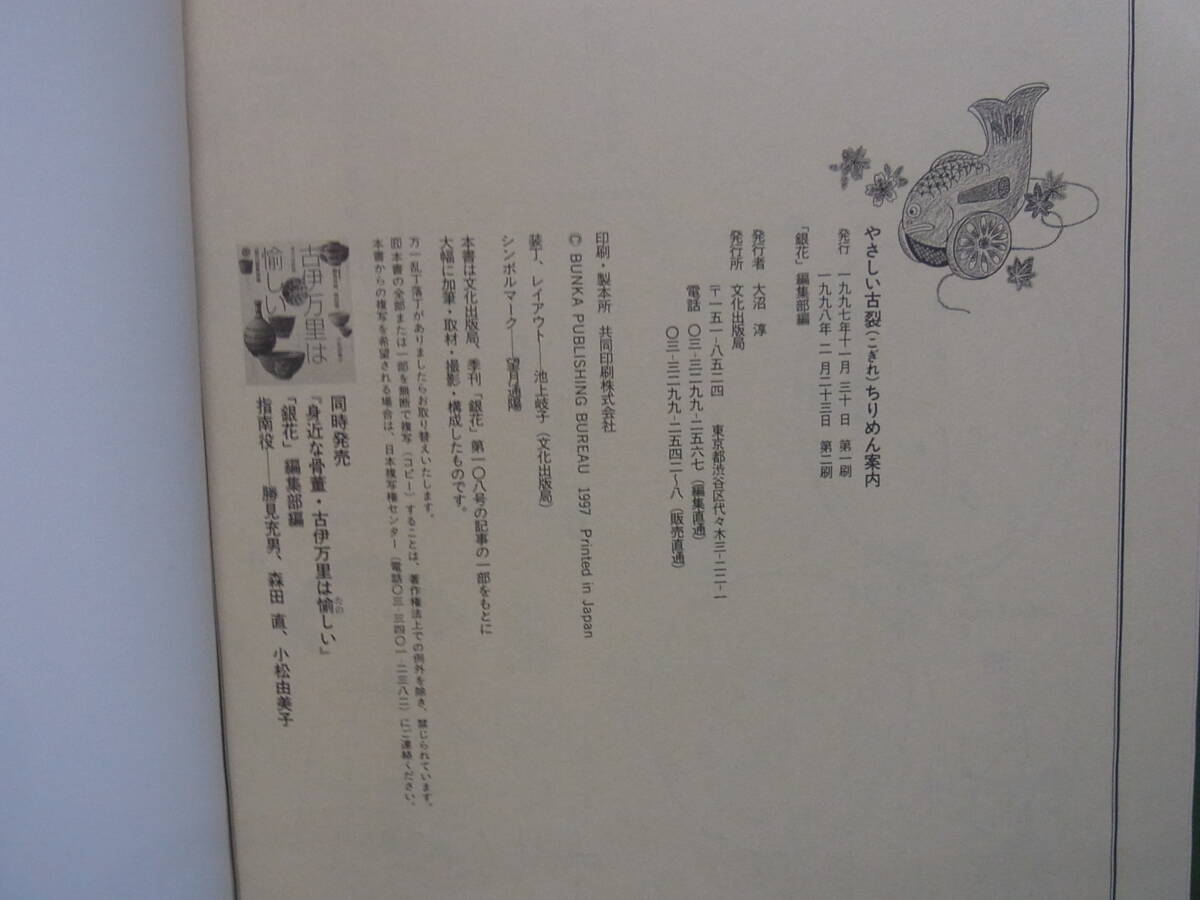 やさしい古裂（こぎれ）ちりめん案内
発行　一九九七年十一月　三十日　第一刷
一九九八年　二月二十三日　第二刷
「銀花」編集部編
発行者　大沼　淳
発行所　文化出版局
〒一五一-八五二四　東京都渋谷区代々木三-二二-一
電話　〇三-三二九九-二五六七（編集直通）
〇三-三二九九-二五四二〜八（販売直通）
印刷・製本所　共同印刷株式会社
© BUNKA PUBLISHING BUREAU 1997 Printed in Japan
装丁、レイアウト――池上岐子（文化出版局）
シンボルマーク――望月通陽
本書は文化出版局、季刊「銀花」第一〇八号の記事の一部をもとに
大幅に加筆・取材・撮影・構成したものです。
万一乱丁落丁がありましたらお取り替えいたします。
本書の全部または一部を無断で複写（コピー）することは、著作権法上での例外を除き、禁じられています。
本書からの複写を希望される場合は、日本複写権センター（電話〇三-三四〇一-二三八二）にご連絡ください。
古伊万里は
愉しい
同時発売
『身近な骨董・古伊万里は愉しい』
たの
「銀花」編集部編
指南役――勝見充男、森田　直、小松由美子